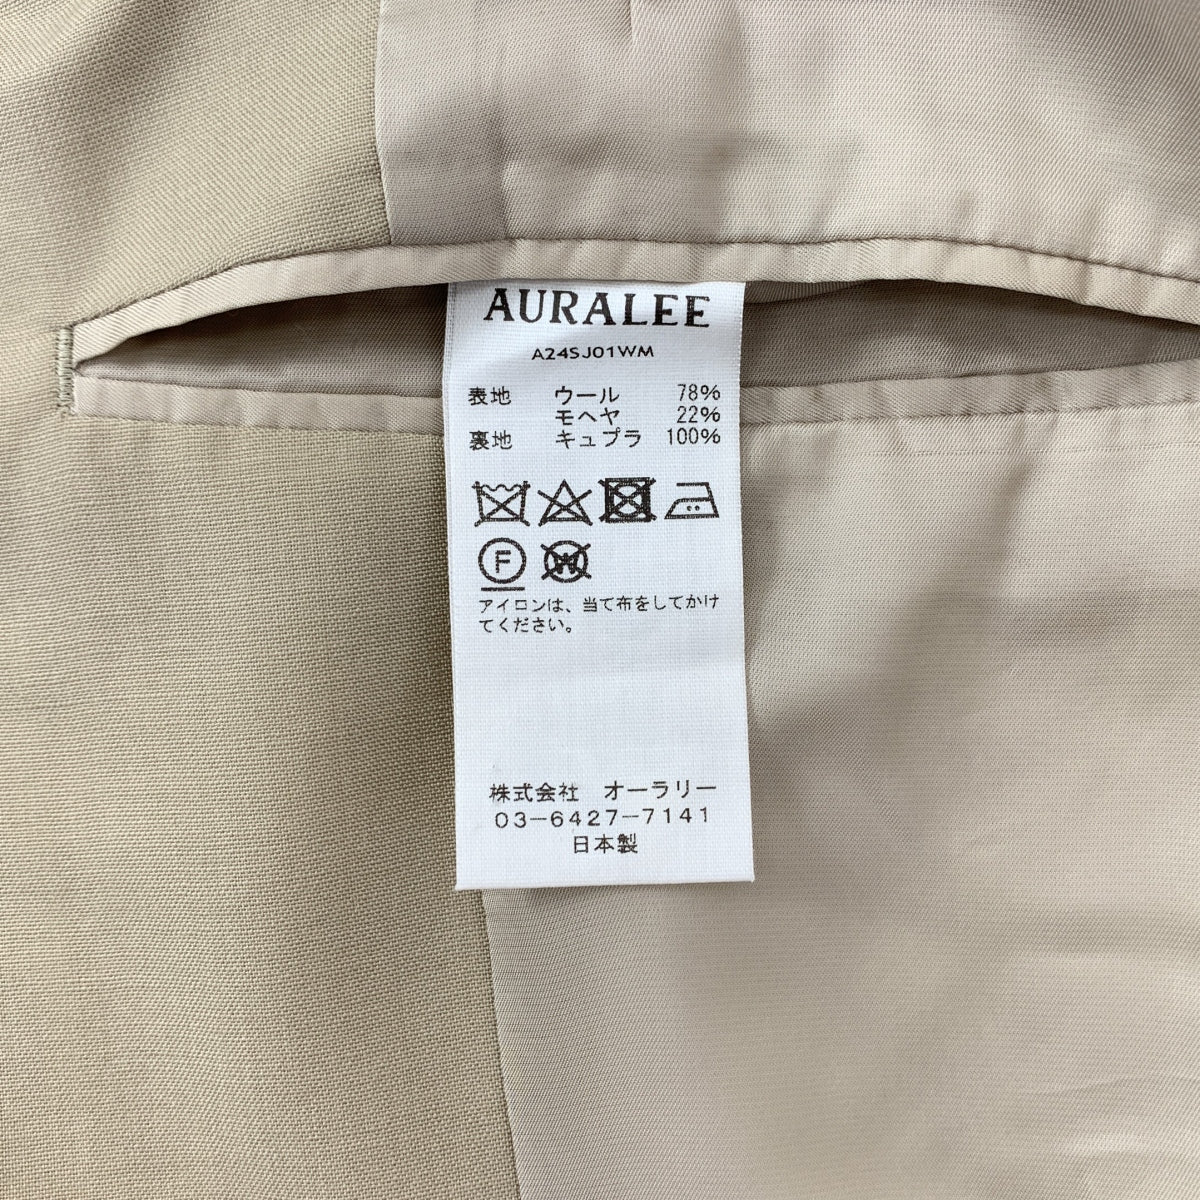 AURALEE
A24SJ01WM
表地 ウール 78%
モヘヤ 22%
裏地 キュプラ 100%
F W
アイロンは、当て布をしてかけ
てください。
株式会社 オーラリー
03-6427-7141
日本製